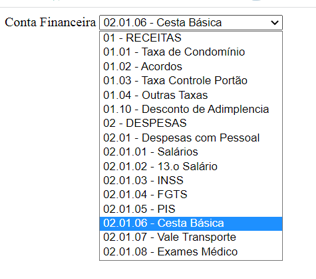 Conta Financeira 02.01.06 - Cesta Básica
01 - RECEITAS
01.01 - Taxa de Condomínio
01.02 - Acordos
01.03 - Taxa Controle Portão
01.04 - Outras Taxas
01.10 - Desconto de Adimplencia
02 - DESPESAS
02.01 - Despesas com Pessoal
02.01.01 - Salários
02.01.02 - 13.o Salário
02.01.03 - INSS
02.01.04 - FGTS
02.01.05 - PIS
02.01.06 - Cesta Básica
02.01.07 - Vale Transporte
02.01.08 - Exames Médico